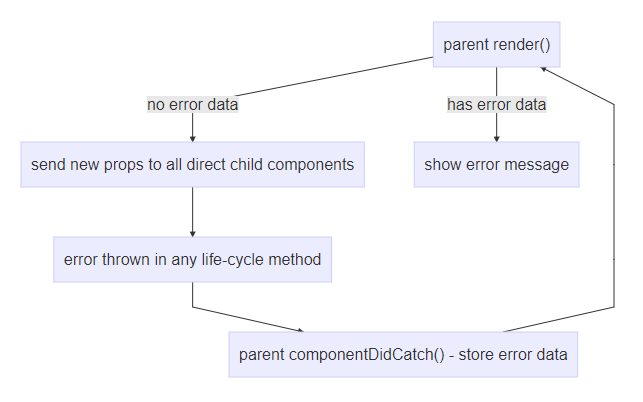 parent render()
no error data
has error data
send new props to all direct child components
show error message
error thrown in any life-cycle method
parent componentDidCatch() - store error data